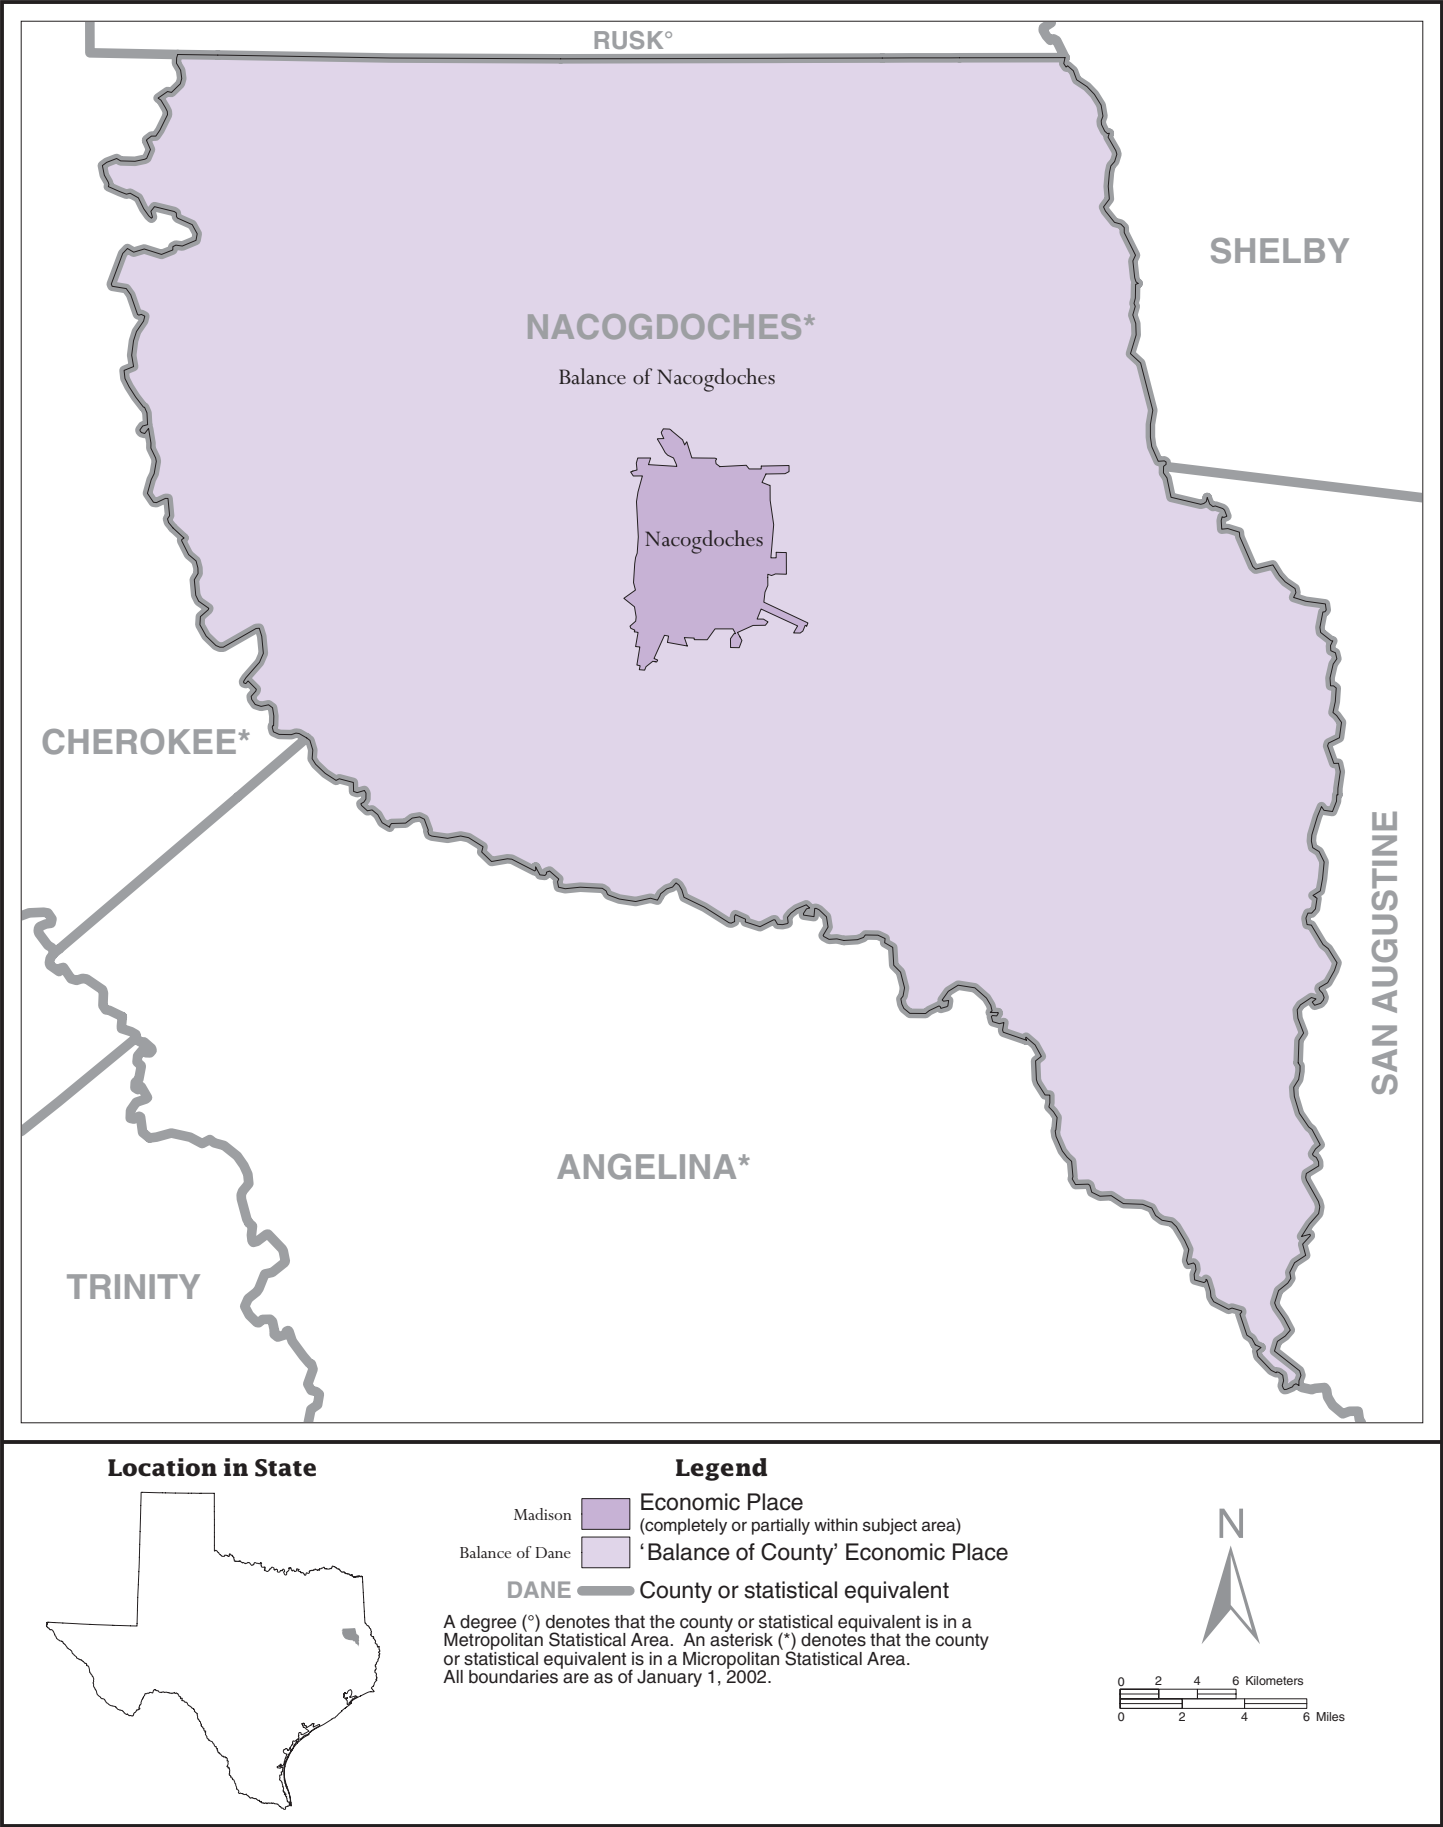 RUSK°
SHELBY
NACOGDOCHES*
Balance of Nacogdoches
Nacogdoches
CHEROKEE*
SAN AUGUSTINE
ANGELINA*
TRINITY
Location in State
Legend
Madison
Economic Place
(completely or partially within subject area)
Balance of Dane
‘Balance of County’ Economic Place
DANE
County or statistical equivalent
A degree (°) denotes that the county or statistical equivalent is in a
Metropolitan Statistical Area. An asterisk (*) denotes that the county
or statistical equivalent is in a Micropolitan Statistical Area.
All boundaries are as of January 1, 2002.
N
0 2 4 6 Kilometers
0 2 4 6 Miles